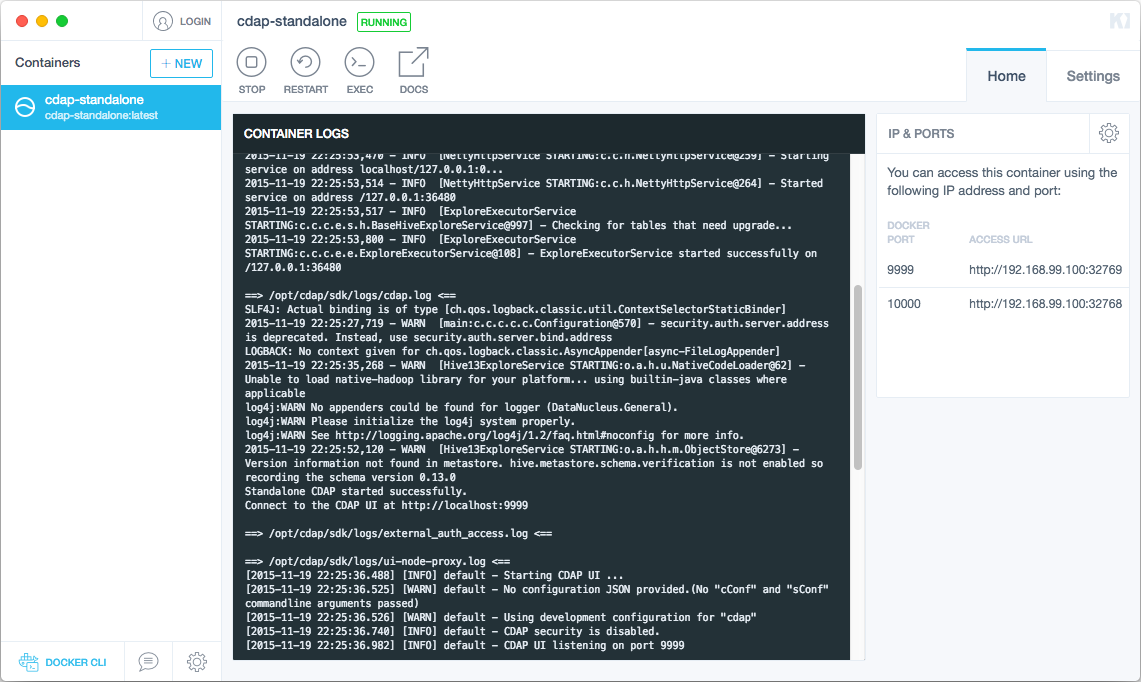 LOGIN
cdap-standalone RUNNING
Containers
+ NEW
cdap-standalone
cdap-standalone:latest
STOP
RESTART
EXEC
DOCS
Home
Settings
CONTAINER LOGS
2015-11-19 22:25:53,470 - INFO  [NettyHttpService STARTING:c.c.h.NettyHttpService@259] - Starting
service on address localhost/127.0.0.1:0...
2015-11-19 22:25:53,514 - INFO  [NettyHttpService STARTING:c.c.h.NettyHttpService@264] - Started
service on address /127.0.0.1:36480
2015-11-19 22:25:53,517 - INFO  [ExploreExecutorService
STARTING:c.c.c.e.s.h.BaseHiveExploreService@997] - Checking for tables that need upgrade...
2015-11-19 22:25:53,800 - INFO  [ExploreExecutorService
STARTING:c.c.c.e.e.ExploreExecutorService@108] - ExploreExecutorService started successfully on
/127.0.0.1:36480
==> /opt/cdap/sdk/logs/cdap.log <==
SLF4J: Actual binding is of type [ch.qos.logback.classic.util.ContextSelectorStaticBinder]
2015-11-19 22:25:27,719 - WARN  [main:c.c.c.c.c.Configuration@570] - security.auth.server.address
is deprecated. Instead, use security.auth.server.bind.address
LOGBACK: No context given for ch.qos.logback.classic.AsyncAppender[async-FileLogAppender]
2015-11-19 22:25:35,268 - WARN  [Hive13ExploreService STARTING:o.a.h.u.NativeCodeLoader@62] -
Unable to load native-hadoop library for your platform... using builtin-java classes where
applicable
log4j:WARN No appenders could be found for logger (DataNucleus.General).
log4j:WARN Please initialize the log4j system properly.
log4j:WARN See http://logging.apache.org/log4j/1.2/faq.html#noconfig for more info.
2015-11-19 22:25:52,120 - WARN  [Hive13ExploreService STARTING:o.a.h.h.m.ObjectStore@6273] -
Version information not found in metastore. hive.metastore.schema.verification is not enabled so
recording the schema version 0.13.0
Standalone CDAP started successfully.
Connect to the CDAP UI at http://localhost:9999
==> /opt/cdap/sdk/logs/external_auth_access.log <==
==> /opt/cdap/sdk/logs/ui-node-proxy.log <==
[2015-11-19 22:25:36.488] [INFO] default - Starting CDAP UI ...
[2015-11-19 22:25:36.525] [WARN] default - No configuration JSON provided.(No "cConf" and "sConf"
commandline arguments passed)
[2015-11-19 22:25:36.526] [WARN] default - Using development configuration for "cdap"
[2015-11-19 22:25:36.740] [INFO] default - CDAP security is disabled.
[2015-11-19 22:25:36.982] [INFO] default - CDAP UI listening on port 9999
IP & PORTS
You can access this container using the
following IP address and port:
DOCKER
PORT
ACCESS URL
9999 http://192.168.99.100:32769
10000 http://192.168.99.100:32768
DOCKER CLI